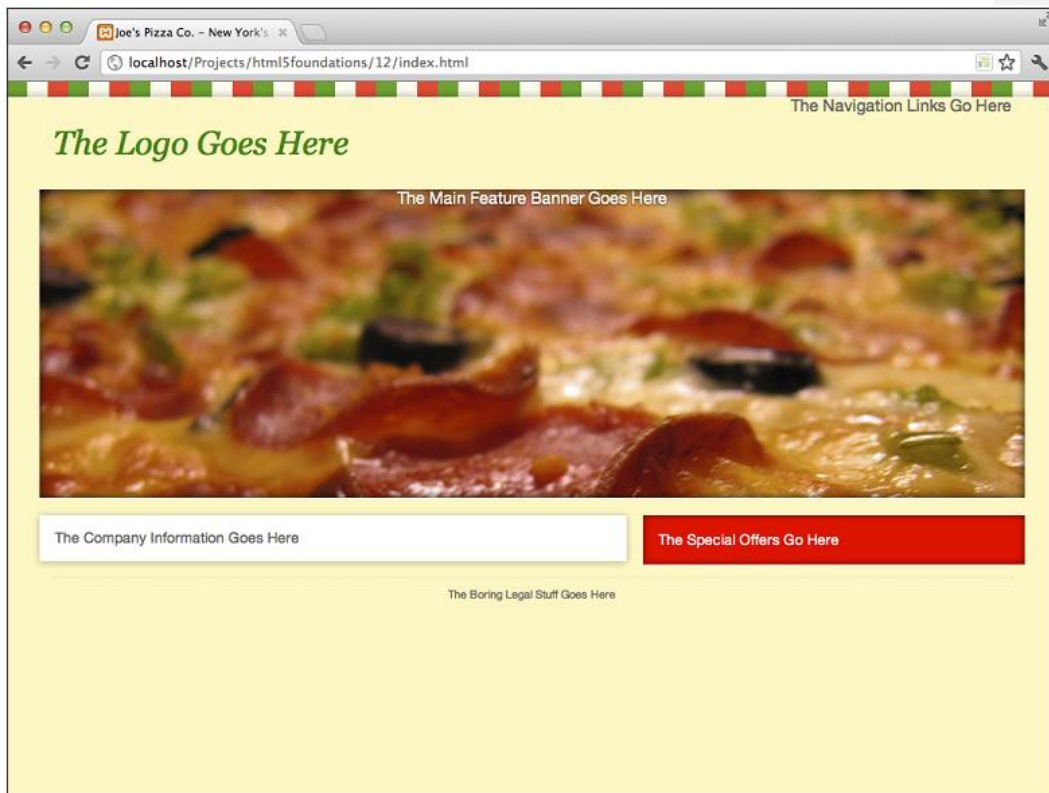 Joe's Pizza Co. – New York's
localhost/Projects/html5foundations/12/index.html
The Navigation Links Go Here
The Logo Goes Here
The Main Feature Banner Goes Here
The Company Information Goes Here
The Special Offers Go Here
The Boring Legal Stuff Goes Here